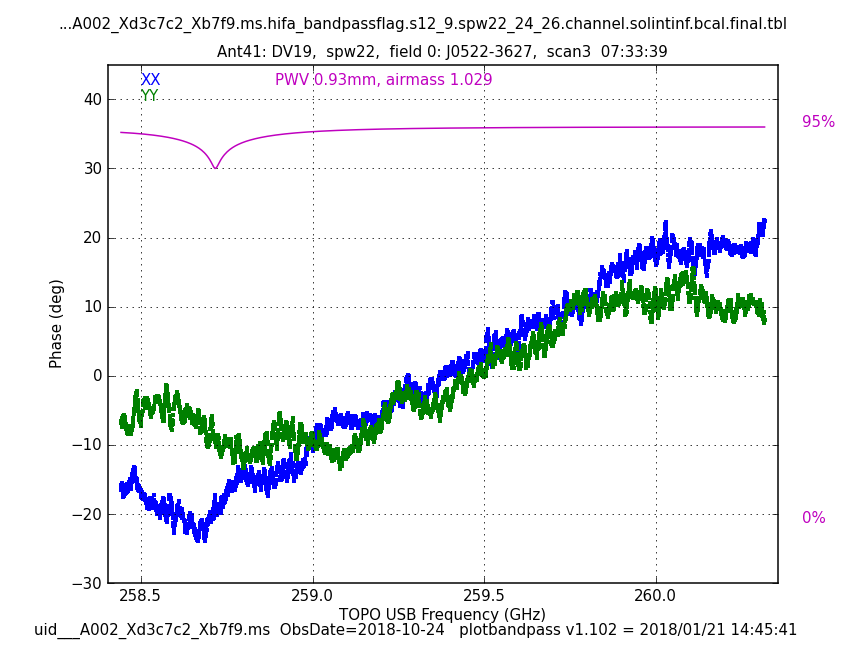 ...A002_Xd3c7c2_Xb7f9.ms.hifa_bandpassflag.s12_9.spw22_24_26.channel.solintinf.bcal.final.tbl
Ant41: DV19, spw22, field 0: J0522-3627, scan3 07:33:39
XX
PWV 0.93mm, airmass 1.029
YY
95%
0%
40
30
20
10
0
−10
−20
−30
Phase (deg)
258.5 259.0 259.5 260.0
TOPO USB Frequency (GHz)
uid___A002_Xd3c7c2_Xb7f9.ms ObsDate=2018-10-24 plotbandpass v1.102 = 2018/01/21 14:45:41